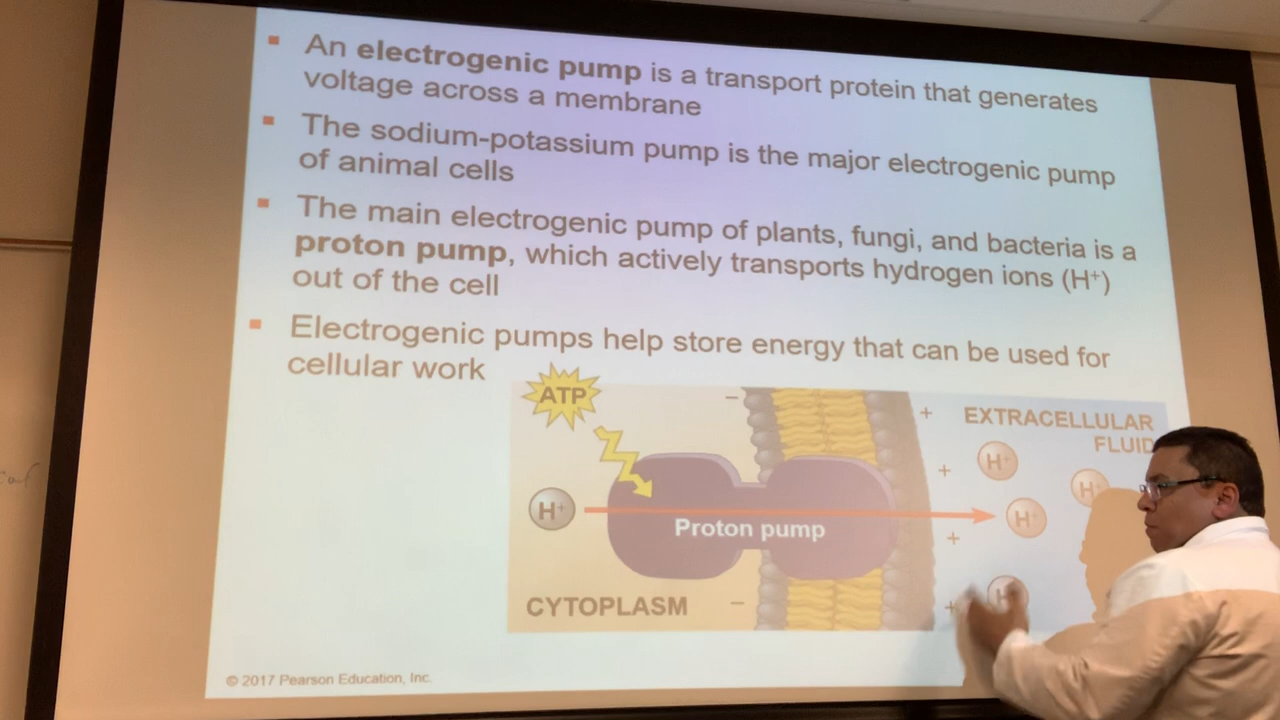 An electrogenic pump is a transport protein that generates
voltage across a membrane
The sodium-potassium pump is the major electrogenic pump
of animal cells
The main electrogenic pump of plants, fungi, and bacteria is a
proton pump, which actively transports hydrogen ions (H⁺)
out of the cell
Electrogenic pumps help store energy that can be used for
cellular work
ATP
−
+
EXTRACELLULAR
FLUID
H⁺
+
H⁺
H⁺
Proton pump
H⁺
+
CYTOPLASM
−
+
H⁺
© 2017 Pearson Education, Inc.